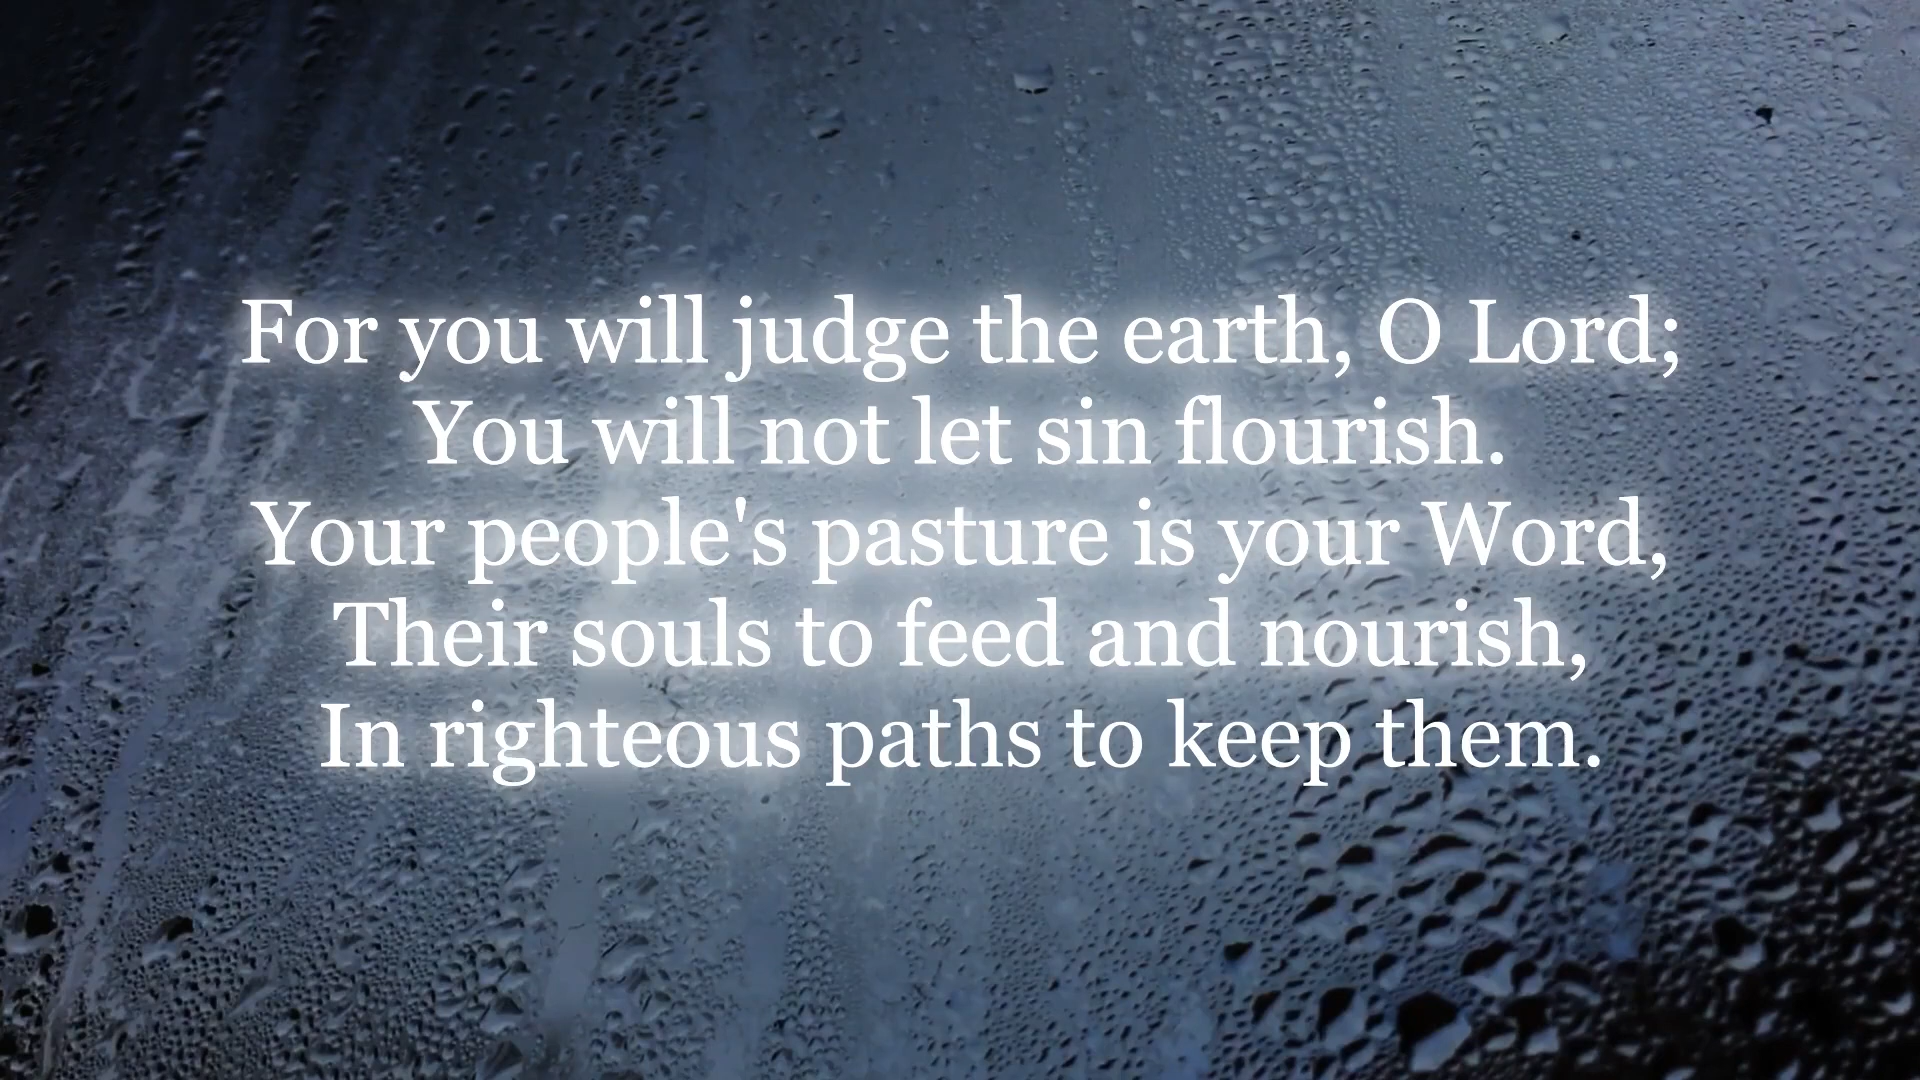 For you will judge the earth, O Lord;
You will not let sin flourish.
Your people's pasture is your Word,
Their souls to feed and nourish,
In righteous paths to keep them.